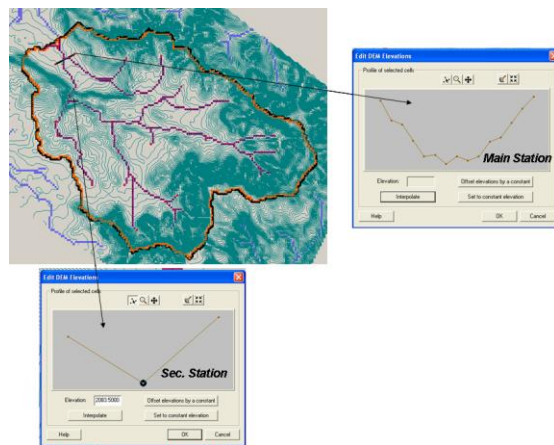 Edit DEM Elevations
Profile of selected cells
Main Station
Elevation:
Offset elevations by a constant
Interpolate
Set to constant elevation
Help
OK
Cancel
Edit DEM Elevations
Profile of selected cells
Sec. Station
Elevation:
2083.5000
Offset elevations by a constant
Interpolate
Set to constant elevation
Help
OK
Cancel